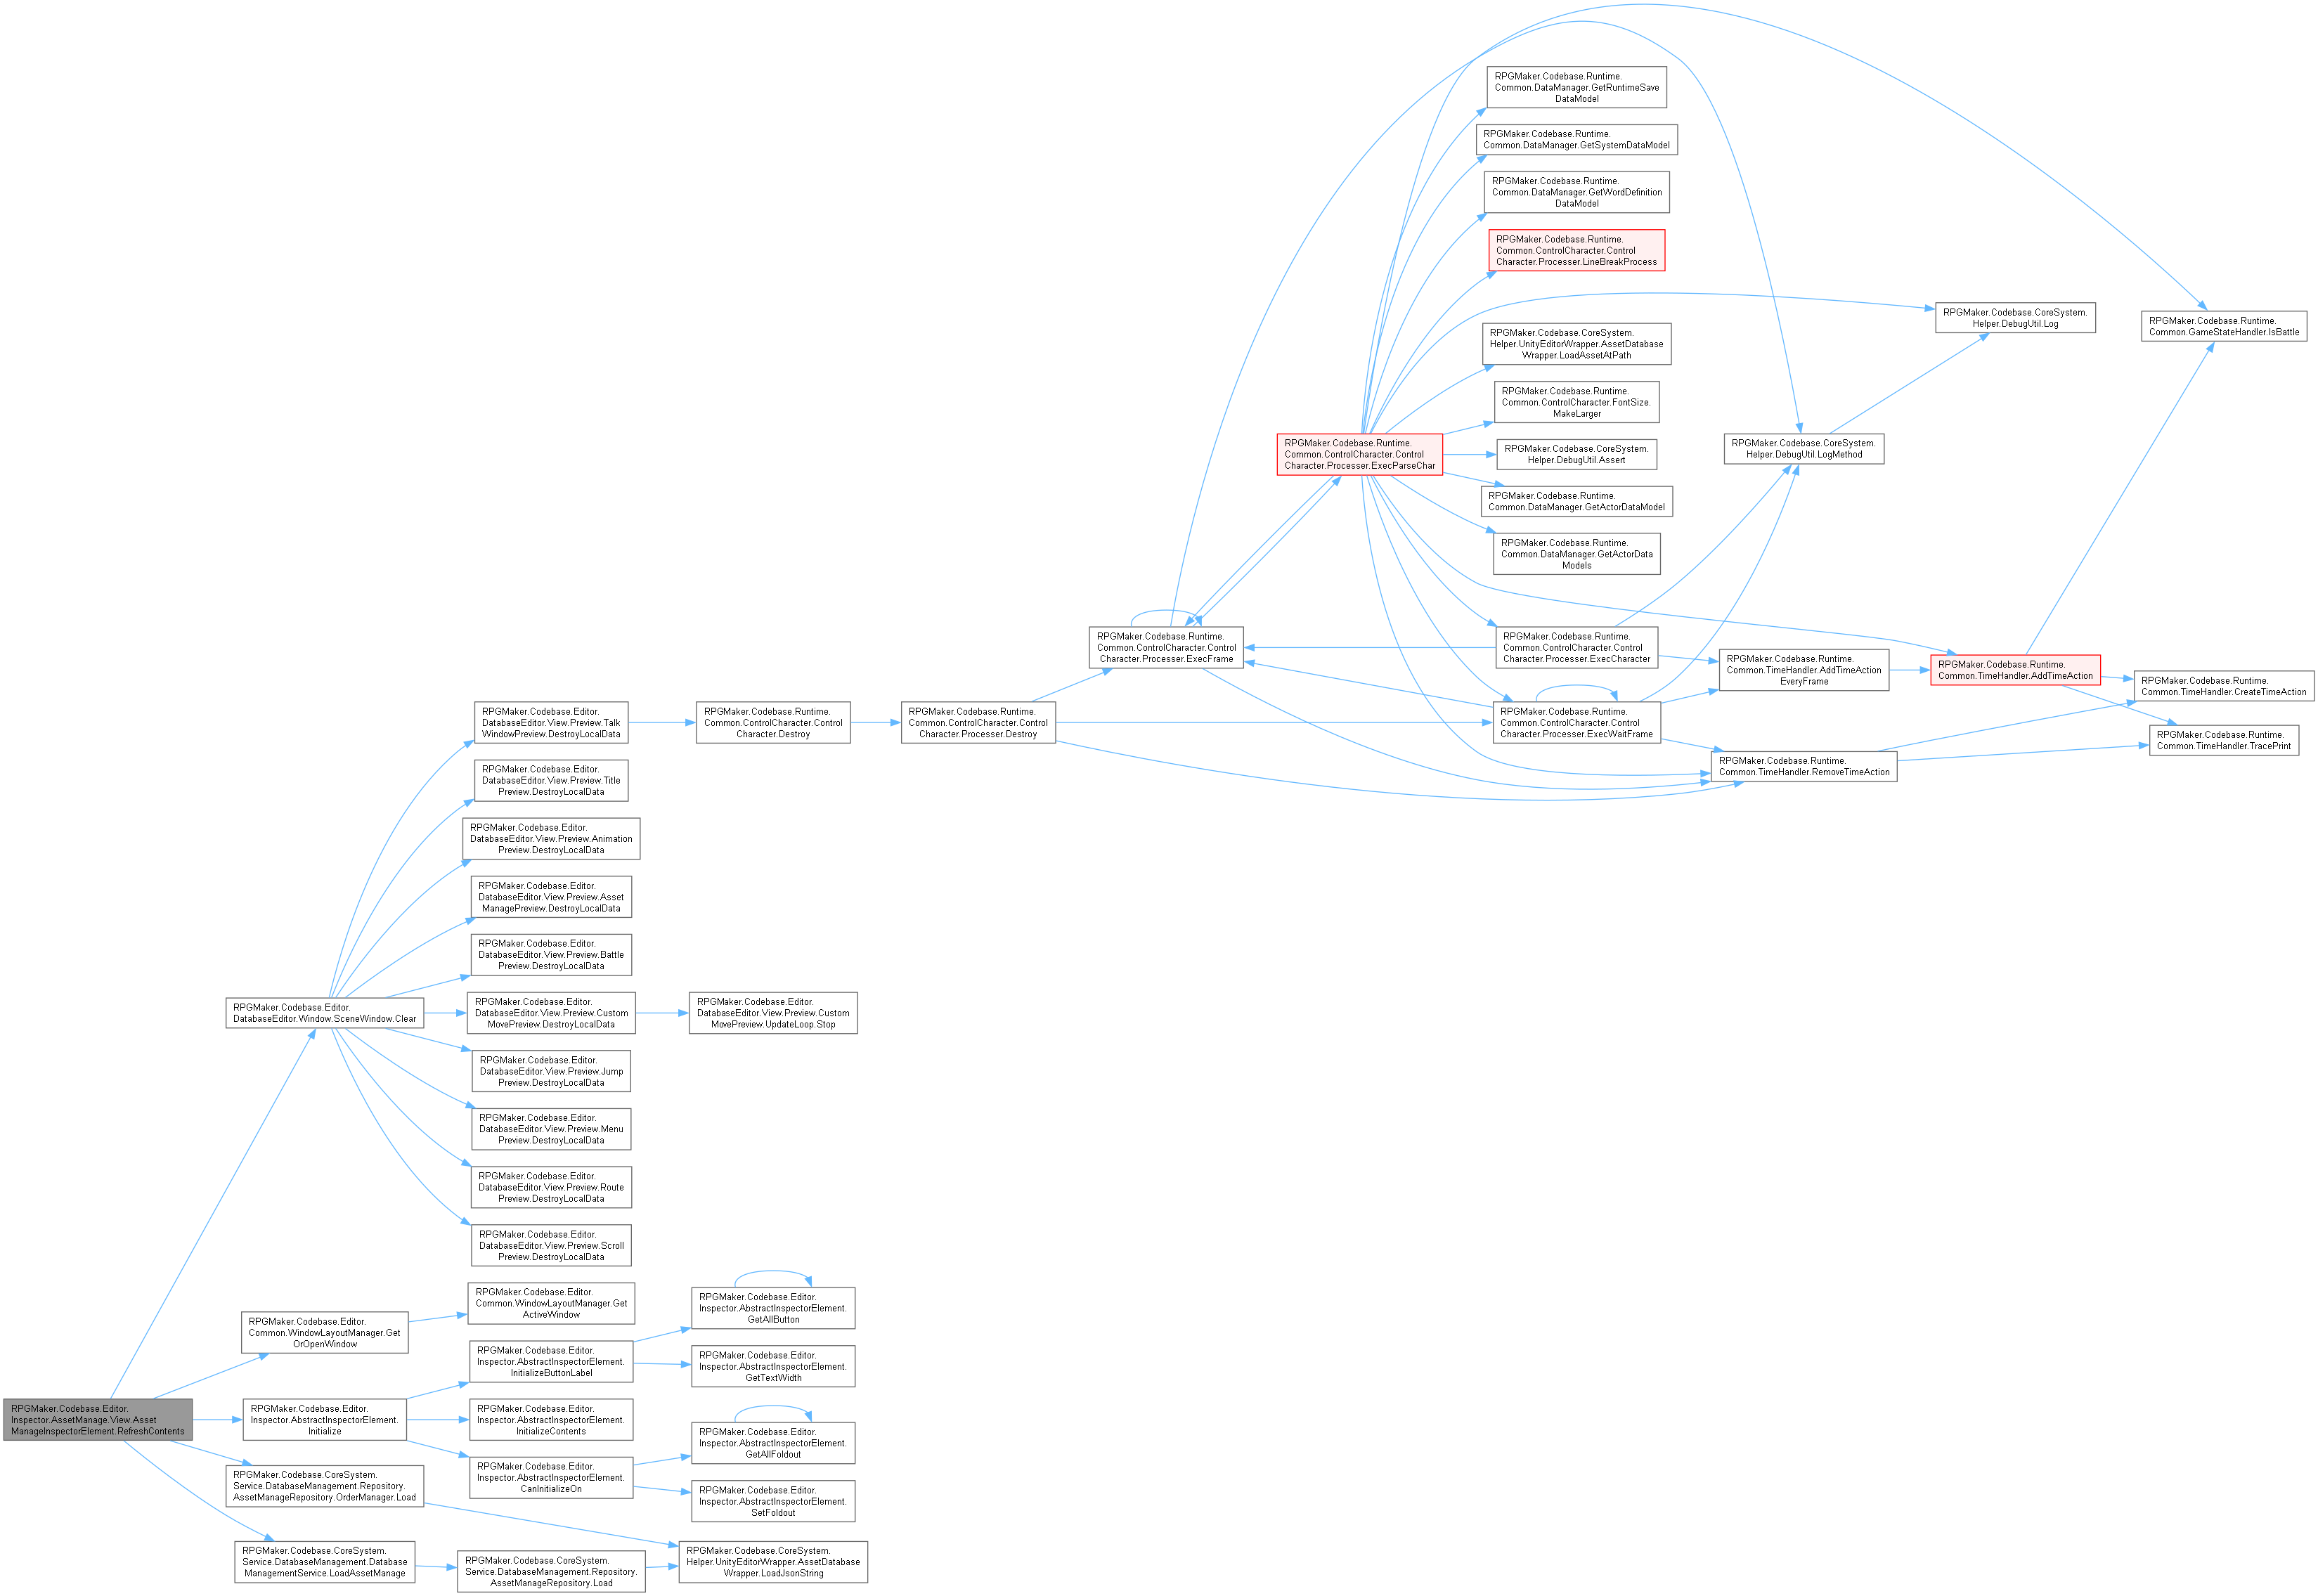 RPGMaker.Codebase.Editor.
Inspector.AssetManage.View.Asset
ManageInspectorElement.RefreshContents
RPGMaker.Codebase.Editor.
DatabaseEditor.Window.SceneWindow.Clear
RPGMaker.Codebase.Editor.
Common.WindowLayoutManager.Get
OrOpenWindow
RPGMaker.Codebase.Editor.
Inspector.AbstractInspectorElement.
Initialize
RPGMaker.Codebase.CoreSystem.
Service.DatabaseManagement.Repository.
AssetManageRepository.OrderManager.Load
RPGMaker.Codebase.CoreSystem.
Service.DatabaseManagement.Database
ManagementService.LoadAssetManage
RPGMaker.Codebase.Editor.
DatabaseEditor.View.Preview.Talk
WindowPreview.DestroyLocalData
RPGMaker.Codebase.Editor.
DatabaseEditor.View.Preview.Title
Preview.DestroyLocalData
RPGMaker.Codebase.Editor.
DatabaseEditor.View.Preview.Animation
Preview.DestroyLocalData
RPGMaker.Codebase.Editor.
DatabaseEditor.View.Preview.Asset
ManagePreview.DestroyLocalData
RPGMaker.Codebase.Editor.
DatabaseEditor.View.Preview.Battle
Preview.DestroyLocalData
RPGMaker.Codebase.Editor.
DatabaseEditor.View.Preview.Custom
MovePreview.DestroyLocalData
RPGMaker.Codebase.Editor.
DatabaseEditor.View.Preview.Jump
Preview.DestroyLocalData
RPGMaker.Codebase.Editor.
DatabaseEditor.View.Preview.Menu
Preview.DestroyLocalData
RPGMaker.Codebase.Editor.
DatabaseEditor.View.Preview.Route
Preview.DestroyLocalData
RPGMaker.Codebase.Editor.
DatabaseEditor.View.Preview.Scroll
Preview.DestroyLocalData
RPGMaker.Codebase.Editor.
Common.WindowLayoutManager.Get
ActiveWindow
RPGMaker.Codebase.Editor.
Inspector.AbstractInspectorElement.
InitializeButtonLabel
RPGMaker.Codebase.Editor.
Inspector.AbstractInspectorElement.
InitializeContents
RPGMaker.Codebase.Editor.
Inspector.AbstractInspectorElement.
CanInitializeOn
RPGMaker.Codebase.CoreSystem.
Service.DatabaseManagement.Repository.
AssetManageRepository.Load
RPGMaker.Codebase.Runtime.
Common.ControlCharacter.Control
Character.Destroy
RPGMaker.Codebase.Editor.
DatabaseEditor.View.Preview.Custom
MovePreview.UpdateLoop.Stop
RPGMaker.Codebase.Editor.
Inspector.AbstractInspectorElement.
GetAllButton
RPGMaker.Codebase.Editor.
Inspector.AbstractInspectorElement.
GetTextWidth
RPGMaker.Codebase.Editor.
Inspector.AbstractInspectorElement.
GetAllFoldout
RPGMaker.Codebase.Editor.
Inspector.AbstractInspectorElement.
SetFoldout
RPGMaker.Codebase.CoreSystem.
Helper.UnityEditorWrapper.AssetDatabase
Wrapper.LoadJsonString
RPGMaker.Codebase.Runtime.
Common.ControlCharacter.Control
Character.Processer.Destroy
RPGMaker.Codebase.Runtime.
Common.ControlCharacter.Control
Character.Processer.ExecFrame
RPGMaker.Codebase.Runtime.
Common.ControlCharacter.Control
Character.Processer.ExecParseChar
RPGMaker.Codebase.Runtime.
Common.DataManager.GetRuntimeSave
DataModel
RPGMaker.Codebase.Runtime.
Common.DataManager.GetSystemDataModel
RPGMaker.Codebase.Runtime.
Common.DataManager.GetWordDefinition
DataModel
RPGMaker.Codebase.Runtime.
Common.ControlCharacter.Control
Character.Processer.LineBreakProcess
RPGMaker.Codebase.CoreSystem.
Helper.UnityEditorWrapper.AssetDatabase
Wrapper.LoadAssetAtPath
RPGMaker.Codebase.Runtime.
Common.ControlCharacter.FontSize.
MakeLarger
RPGMaker.Codebase.CoreSystem.
Helper.DebugUtil.Assert
RPGMaker.Codebase.Runtime.
Common.DataManager.GetActorDataModel
RPGMaker.Codebase.Runtime.
Common.DataManager.GetActorData
Models
RPGMaker.Codebase.Runtime.
Common.ControlCharacter.Control
Character.Processer.ExecCharacter
RPGMaker.Codebase.Runtime.
Common.ControlCharacter.Control
Character.Processer.ExecWaitFrame
RPGMaker.Codebase.CoreSystem.
Helper.DebugUtil.LogMethod
RPGMaker.Codebase.Runtime.
Common.TimeHandler.AddTimeAction
EveryFrame
RPGMaker.Codebase.Runtime.
Common.TimeHandler.RemoveTimeAction
RPGMaker.Codebase.CoreSystem.
Helper.DebugUtil.Log
RPGMaker.Codebase.Runtime.
Common.TimeHandler.AddTimeAction
RPGMaker.Codebase.Runtime.
Common.GameStateHandler.IsBattle
RPGMaker.Codebase.Runtime.
Common.TimeHandler.CreateTimeAction
RPGMaker.Codebase.Runtime.
Common.TimeHandler.TracePrint